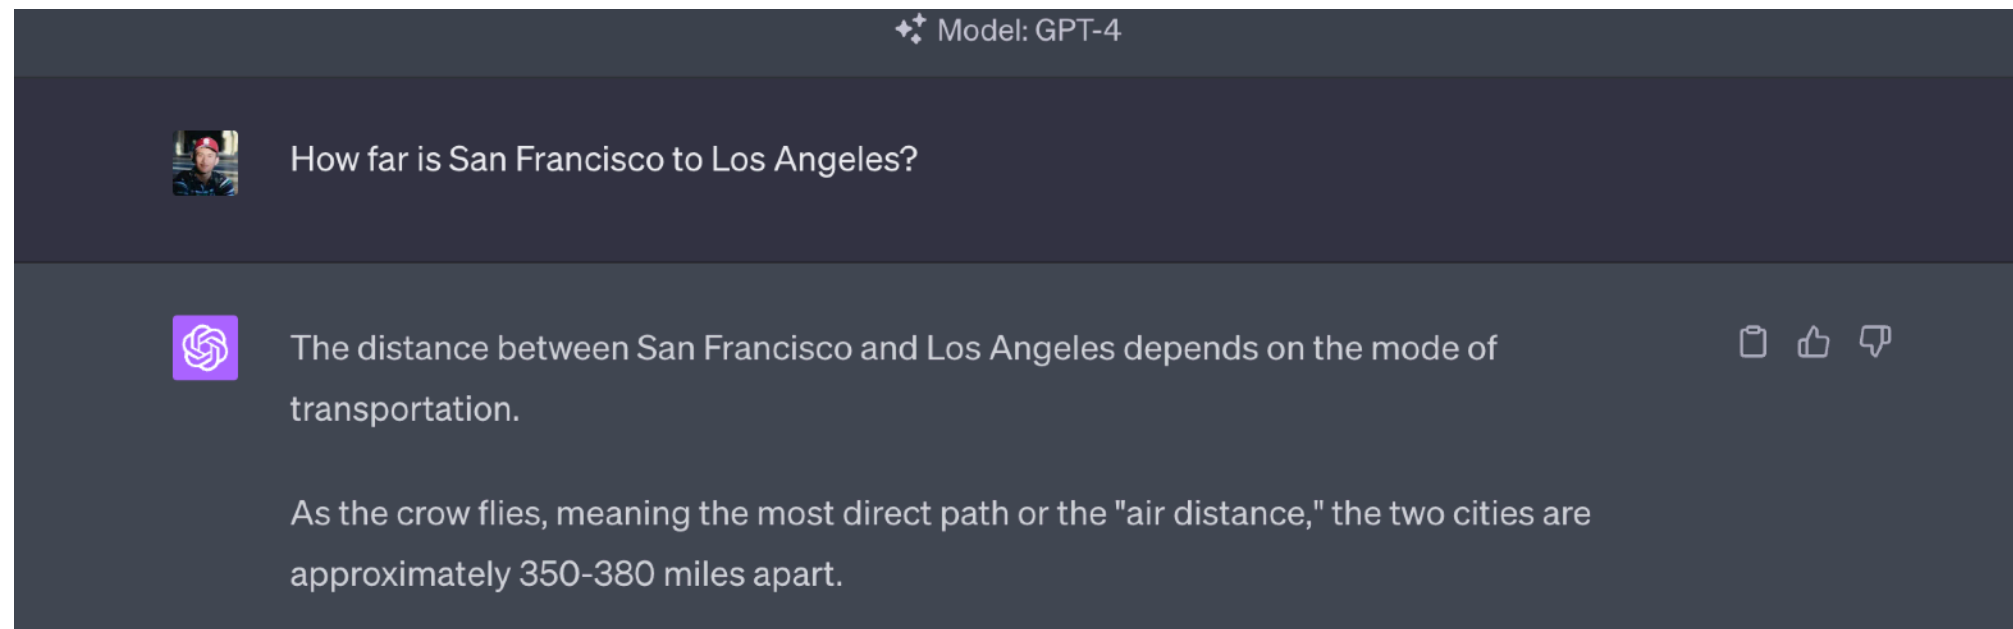 Model: GPT-4
How far is San Francisco to Los Angeles?
The distance between San Francisco and Los Angeles depends on the mode of
transportation.
As the crow flies, meaning the most direct path or the "air distance," the two cities are
approximately 350-380 miles apart.